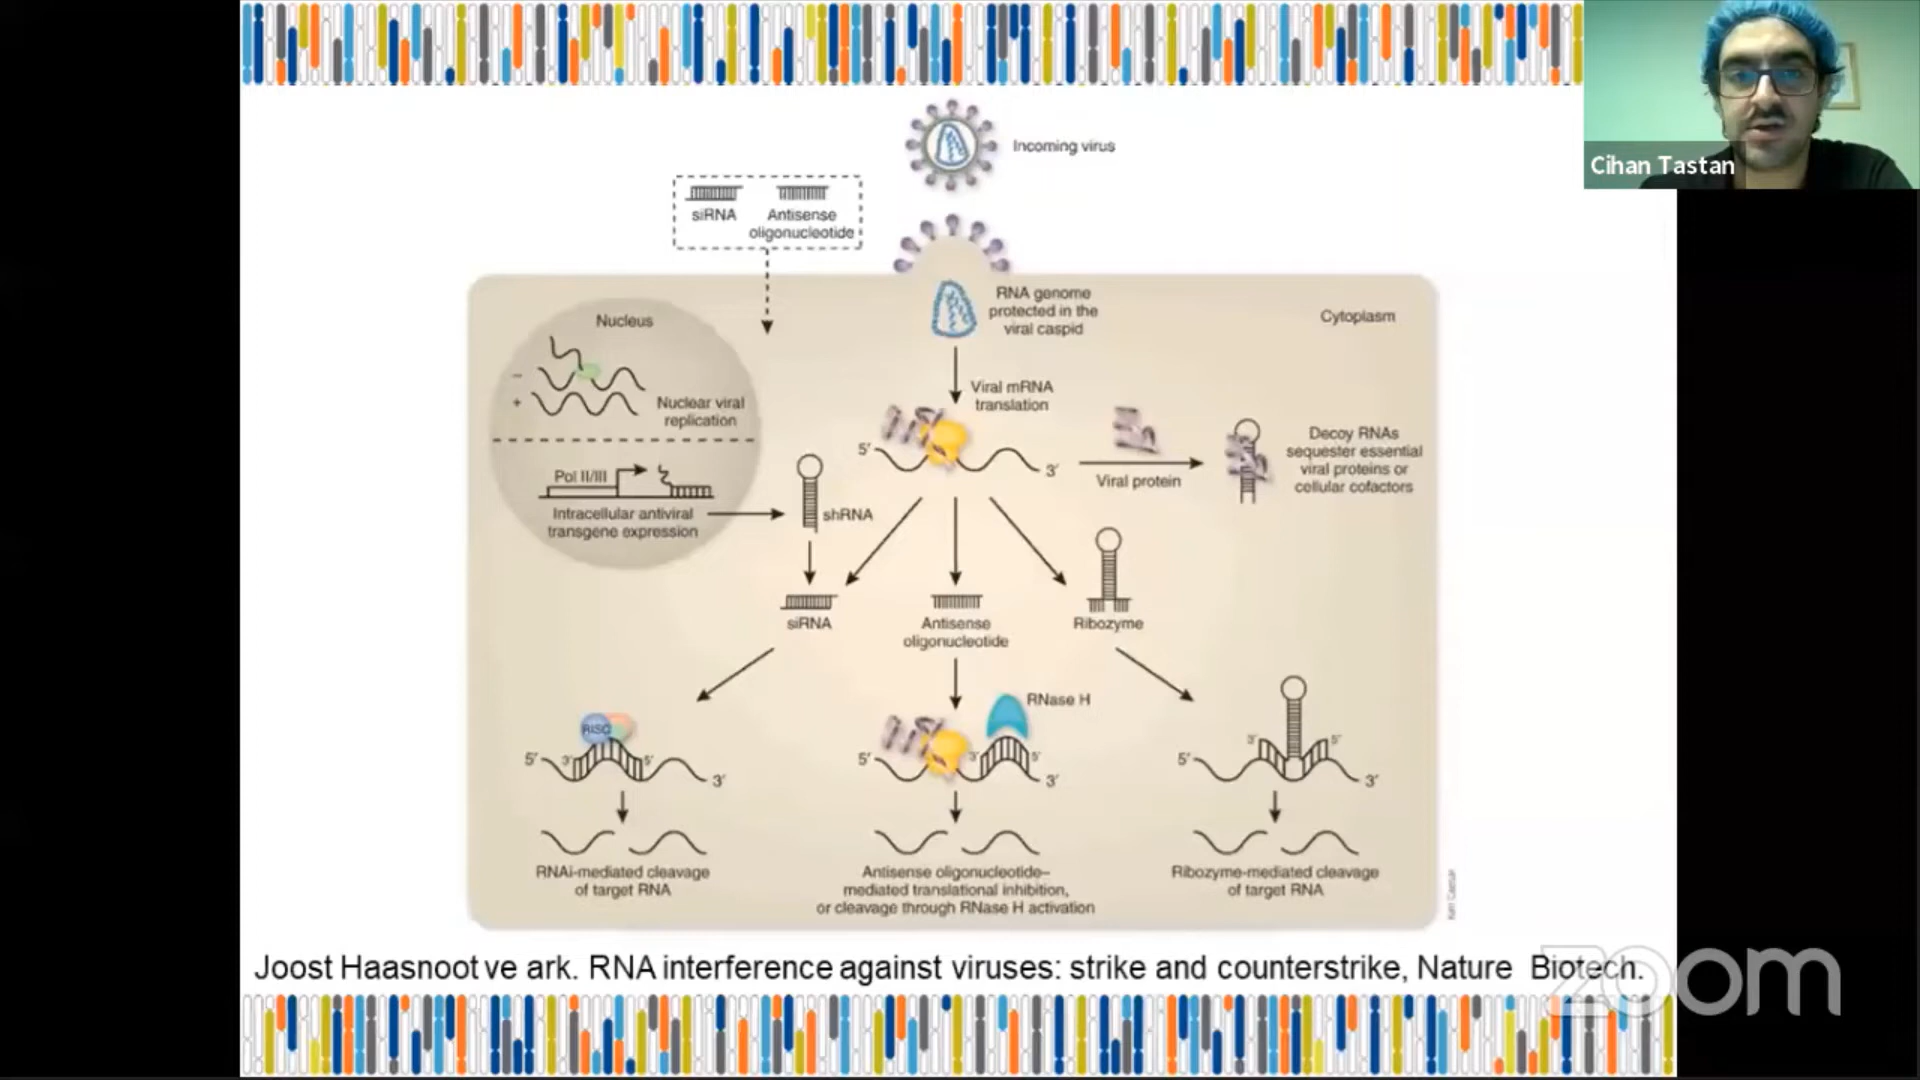 Cihan Tastan
Incoming virus
siRNA
Antisense
oligonucleotide
RNA genome
protected in the
viral caspid
Cytoplasm
Nucleus
−
+
Nuclear viral
replication
Viral mRNA
translation
5′
3′
Viral protein
Decoy RNAs
sequester essential
viral proteins or
cellular cofactors
Pol II/III
Intracellular antiviral
transgene expression
shRNA
siRNA
Antisense
oligonucleotide
Ribozyme
RNase H
RISC
5′ 3′ 5′ 3′
5′ 3′ 5′ 3′
5′ 3′ 5′ 3′
RNAi-mediated cleavage
of target RNA
Antisense oligonucleotide–
mediated translational inhibition,
or cleavage through RNase H activation
Ribozyme-mediated cleavage
of target RNA
Joost Haasnoot ve ark. RNA interference against viruses: strike and counterstrike, Nature Biotech.
zoom